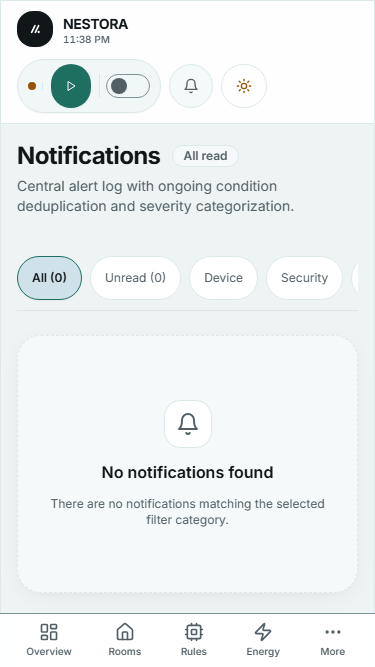 NESTORA
11:38 PM
Notifications All read
Central alert log with ongoing condition
deduplication and severity categorization.
All (0) Unread (0) Device Security
No notifications found
There are no notifications matching the selected
filter category.
Overview Rooms Rules Energy More